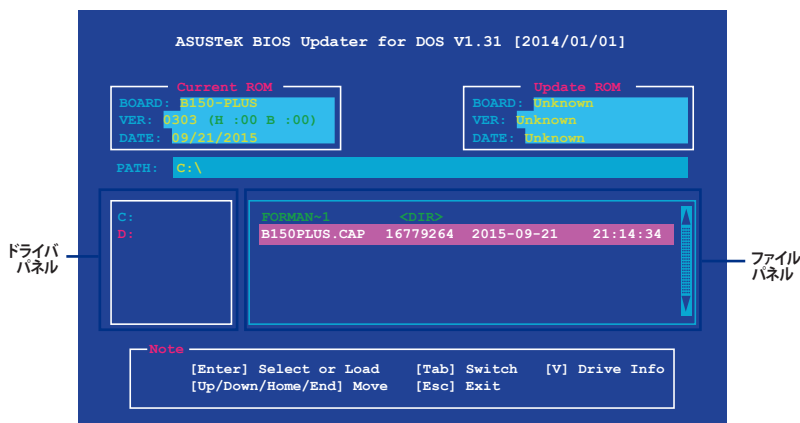 ASUSTeK BIOS Updater for DOS V1.31 [2014/01/01]
Current ROM
BOARD: B150-PLUS
VER: 0303 (H :00 B :00)
DATE: 09/21/2015
Update ROM
BOARD: Unknown
VER: Unknown
DATE: Unknown
PATH: C:\
C:
D:
FORMAN~1 <DIR>
B150PLUS.CAP 16779264 2015-09-21 21:14:34
ドライバ
パネル
ファイル
パネル
Note
[Enter] Select or Load [Tab] Switch [V] Drive Info
[Up/Down/Home/End] Move [Esc] Exit